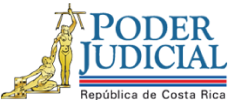 PODER
JUDICIAL
República de Costa Rica